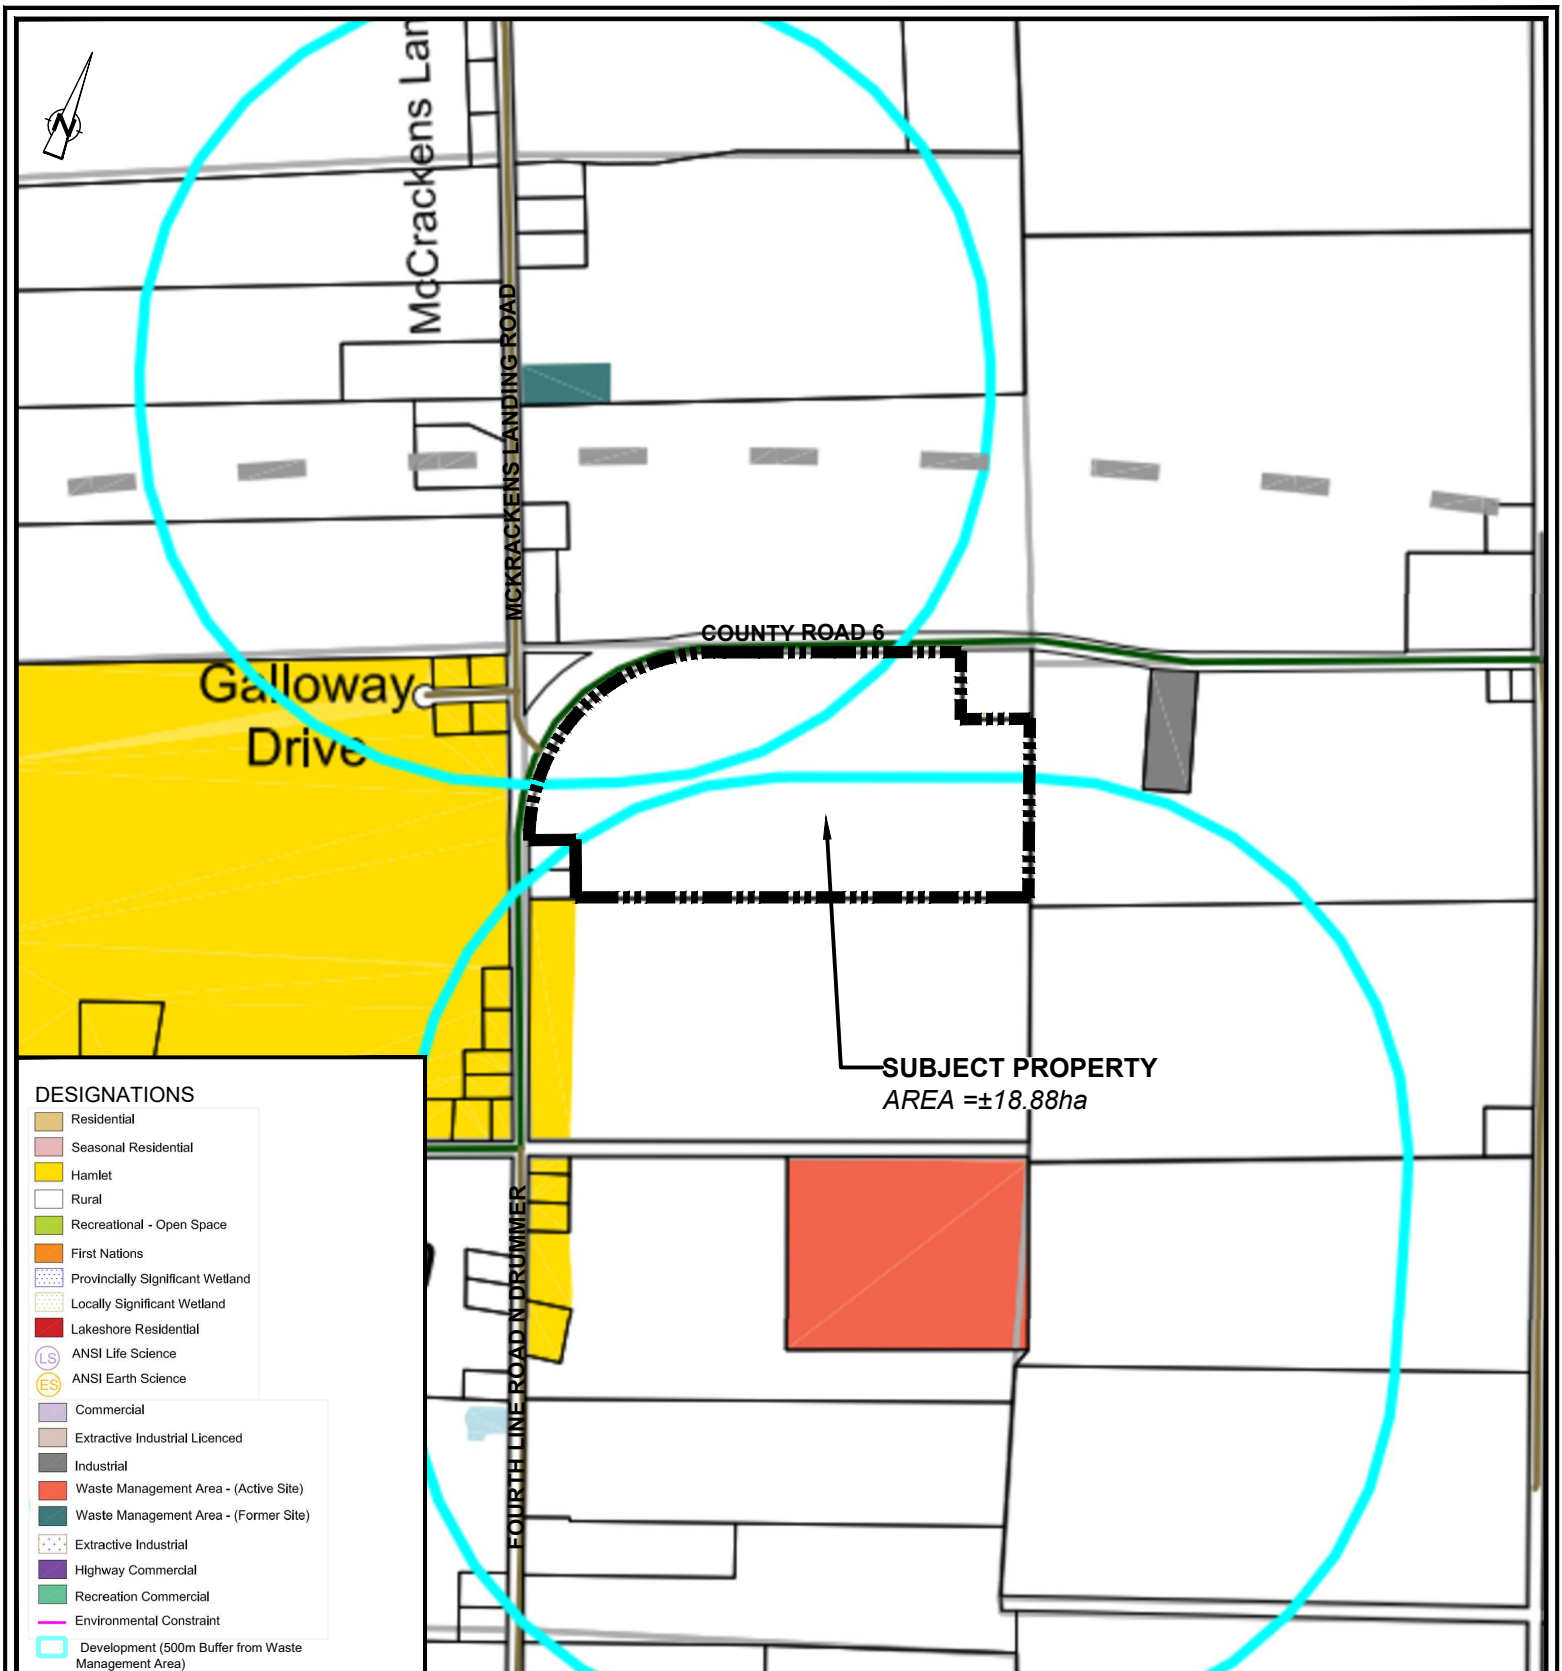 N
McCrackens Lan
MCKRACKENS LANDING ROAD
COUNTY ROAD 6
Galloway
Drive
SUBJECT PROPERTY
AREA =±18.88ha
FOURTH LINE ROAD N DRUMMER
DESIGNATIONS
Residential
Seasonal Residential
Hamlet
Rural
Recreational - Open Space
First Nations
Provincially Significant Wetland
Locally Significant Wetland
Lakeshore Residential
LS ANSI Life Science
ES ANSI Earth Science
Commercial
Extractive Industrial Licenced
Industrial
Waste Management Area - (Active Site)
Waste Management Area - (Former Site)
Extractive Industrial
Highway Commercial
Recreation Commercial
Environmental Constraint
Development (500m Buffer from Waste
Management Area)